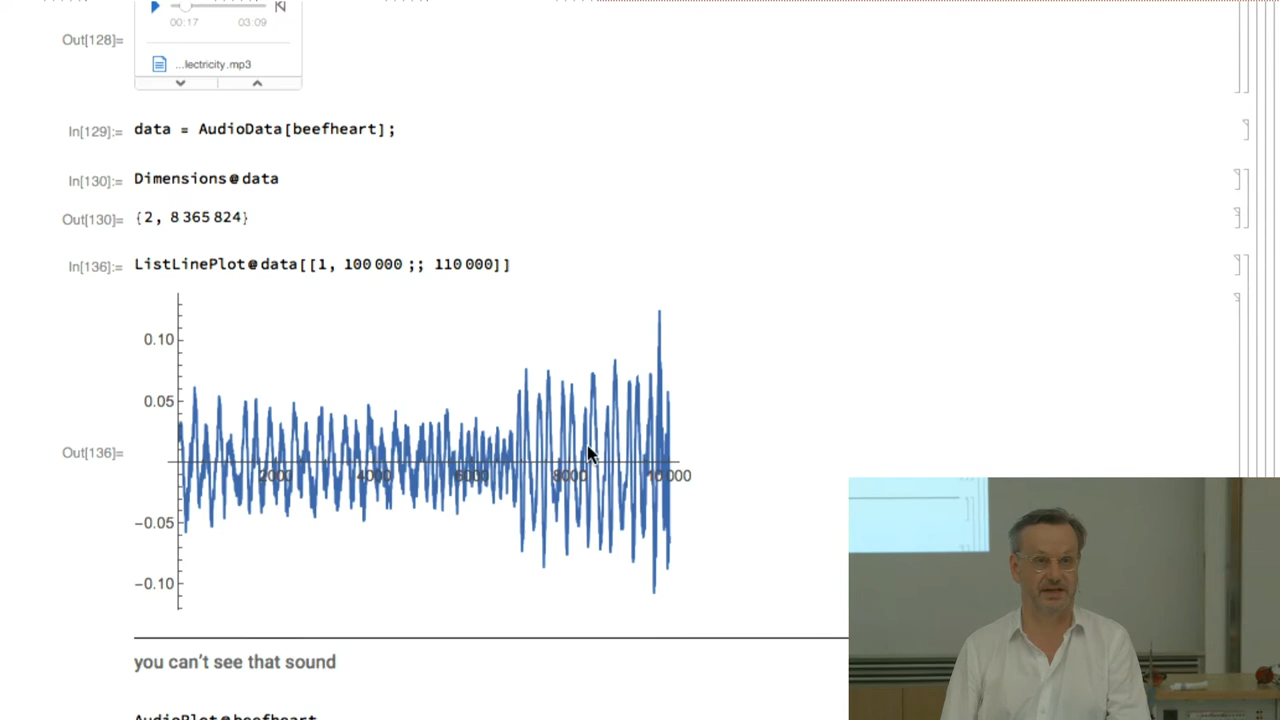 00:17 03:09
Out[128]=
...lectricity.mp3
In[129]:= data = AudioData[beefheart];
In[130]:= Dimensions@data
Out[130]= {2, 8 365 824}
In[136]:= ListLinePlot@data[[1, 100 000 ;; 110 000]]
0.10
0.05
Out[136]=
2000 4000 6000 8000 10 000
-0.05
-0.10
you can't see that sound
AudioPlot@beefheart